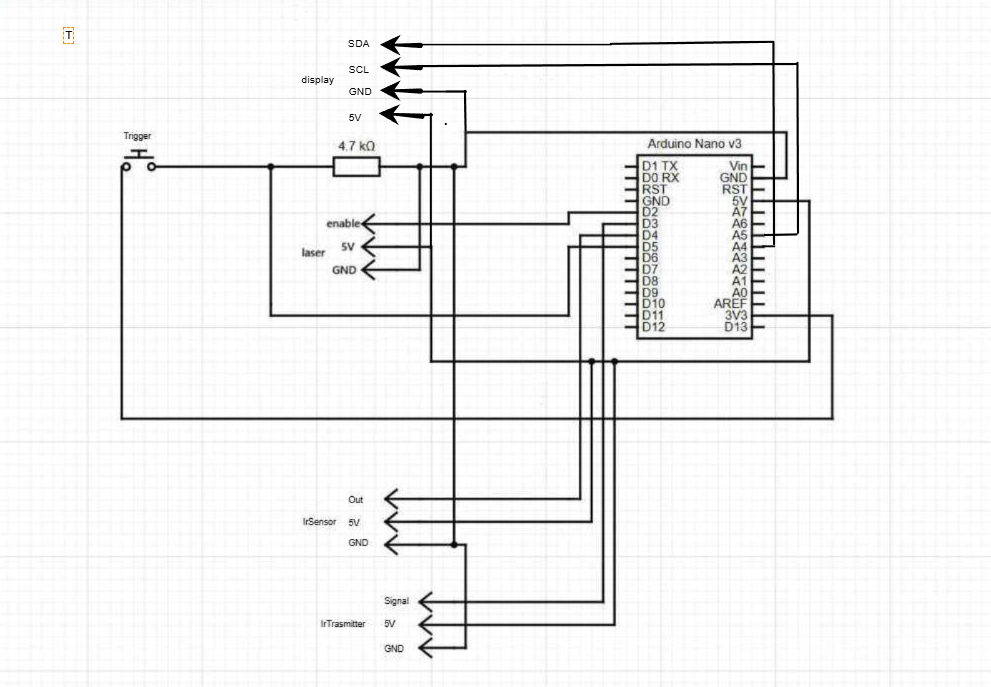 T
SDA
SCL
display
GND
5V
Trigger
4.7 kΩ
Arduino Nano v3
D1 TX
D0 RX
RST
GND
D2
D3
D4
D5
D6
D7
D8
D9
D10
D11
D12
Vin
GND
RST
5V
A7
A6
A5
A4
A3
A2
A1
A0
AREF
3V3
D13
enable
5V
laser
GND
Out
IrSensor 5V
GND
Signal
IrTrasmitter 5V
GND